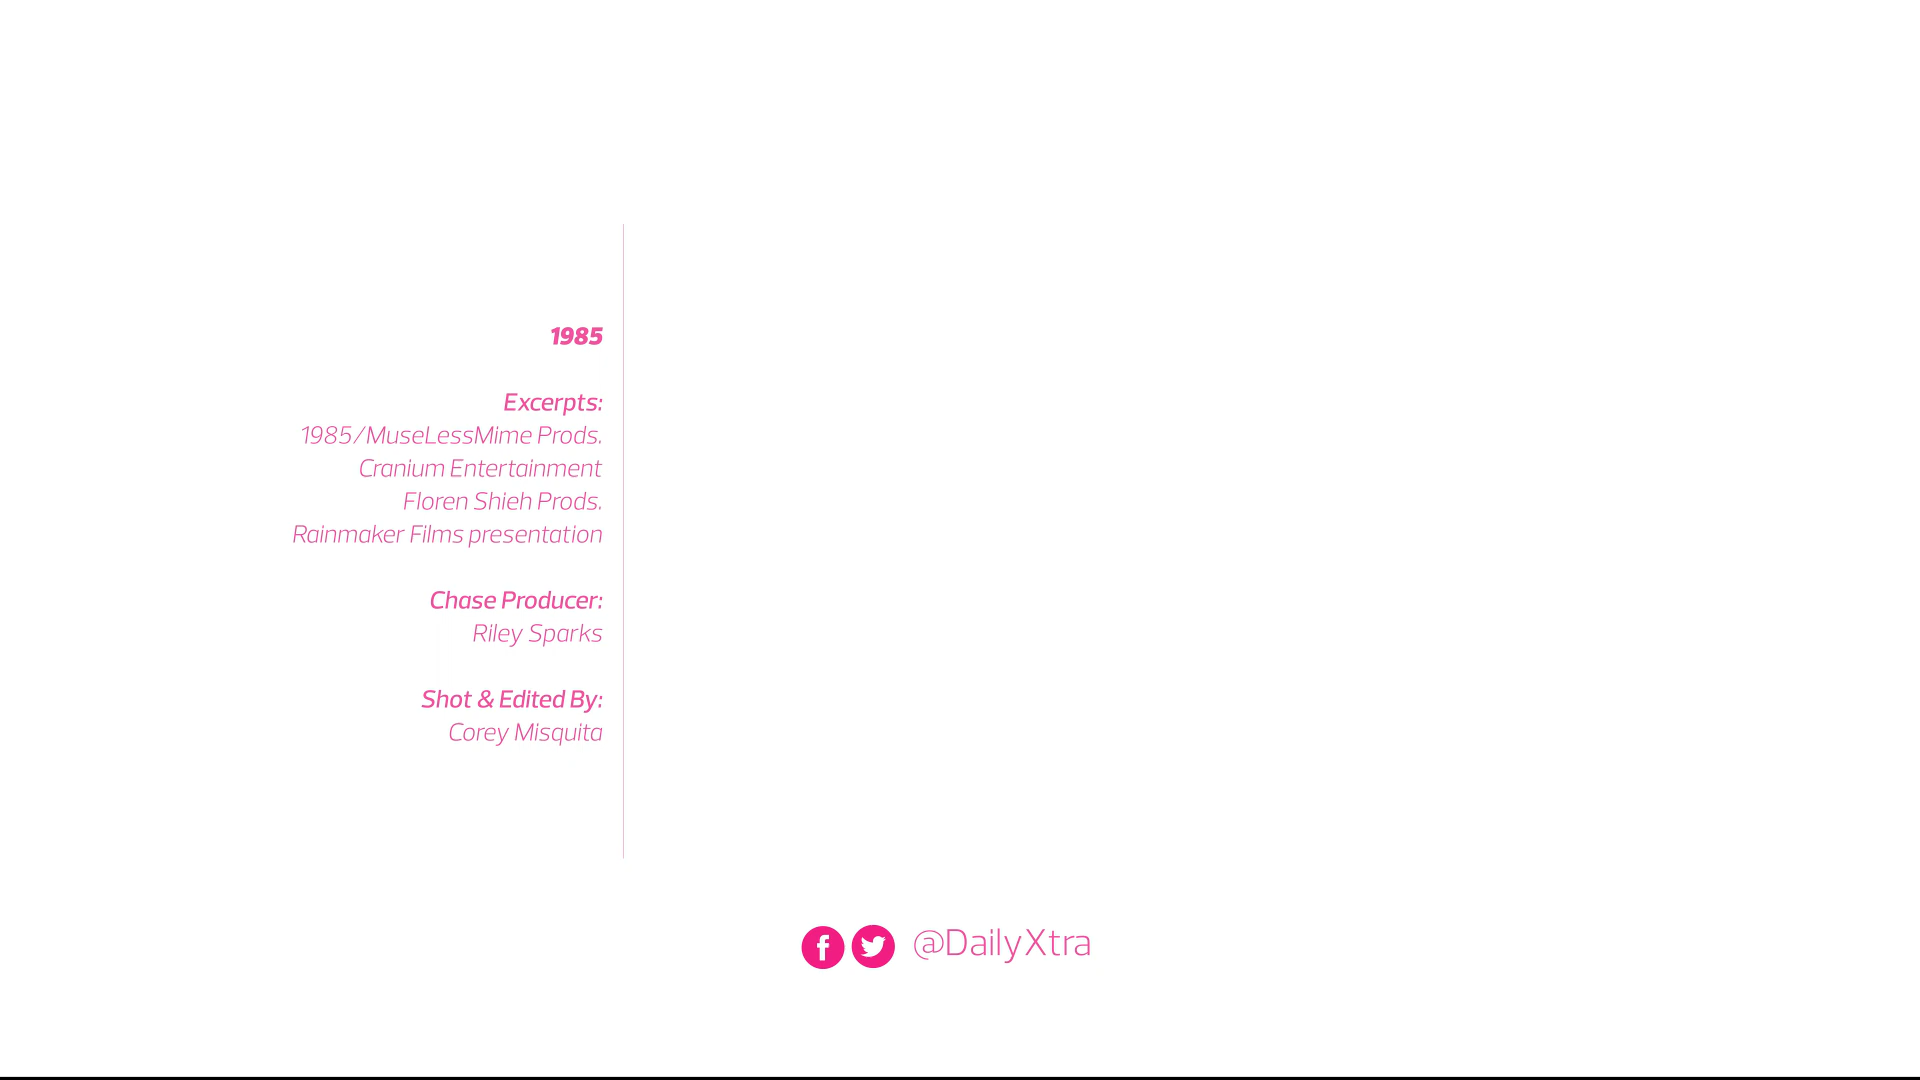 1985
Excerpts:
1985/MuseLessMime Prods.
Cranium Entertainment
Floren Shieh Prods.
Rainmaker Films presentation
Chase Producer:
Riley Sparks
Shot & Edited By:
Corey Misquita
@DailyXtra